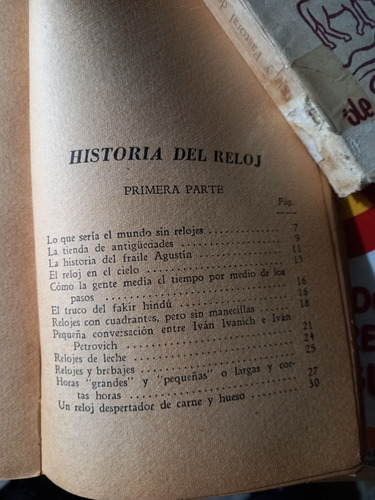 HISTORIA DEL RELOJ
PRIMERA PARTE
Pág.
Lo que sería el mundo sin relojes 7
La tienda de antigüedades 9
La historia del fraile Agustín 11
El reloj en el cielo 13
Cómo la gente medía el tiempo por medio de los
pasos 16
El truco del fakir hindú 16
Relojes con cuadrantes, pero sin manecillas 18
Pequeña conversación entre Iván Ivanich e Iván
Petrovich 21
Relojes de leche 24
Relojes y brebajes 25
Horas "grandes" y "pequeñas" o largas y cor-
tas horas 27
Un reloj despertador de carne y hueso 30
Pastoral